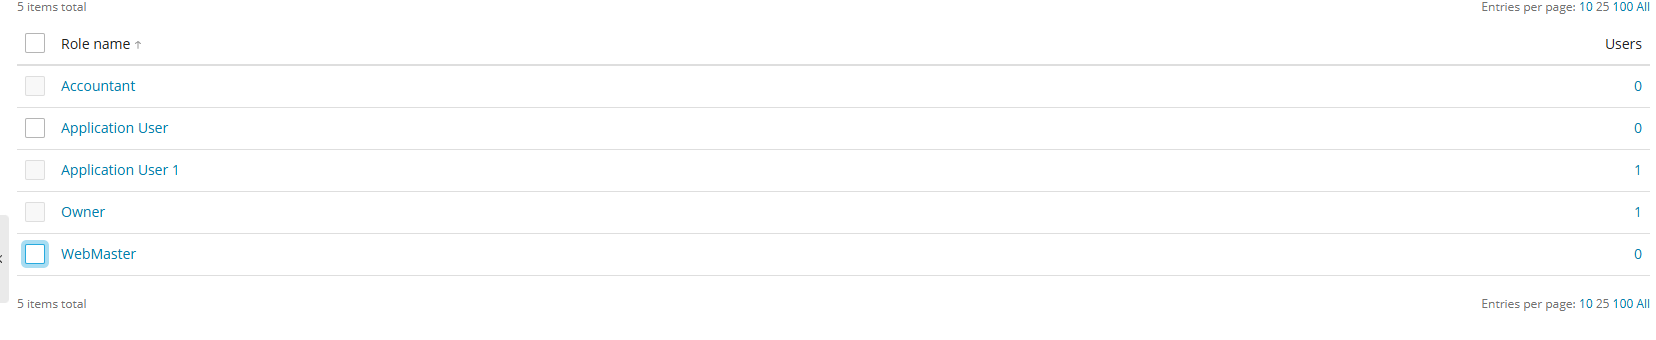 5 items total Entries per page: 10 25 100 All
Role name ↑ Users
Accountant 0
Application User 0
Application User 1 1
Owner 1
WebMaster 0
5 items total Entries per page: 10 25 100 All